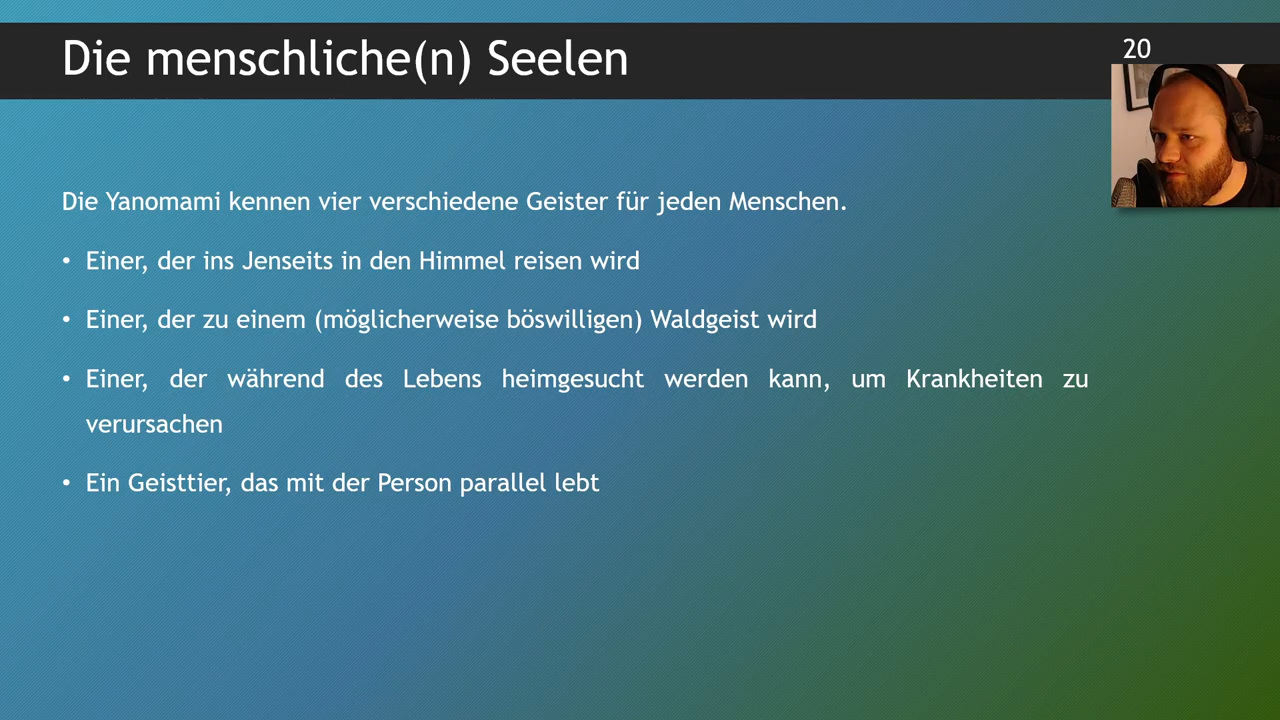 Die menschliche(n) Seelen
20
Die Yanomami kennen vier verschiedene Geister für jeden Menschen.
• Einer, der ins Jenseits in den Himmel reisen wird
• Einer, der zu einem (möglicherweise böswilligen) Waldgeist wird
• Einer, der während des Lebens heimgesucht werden kann, um Krankheiten zu
verursachen
• Ein Geisttier, das mit der Person parallel lebt